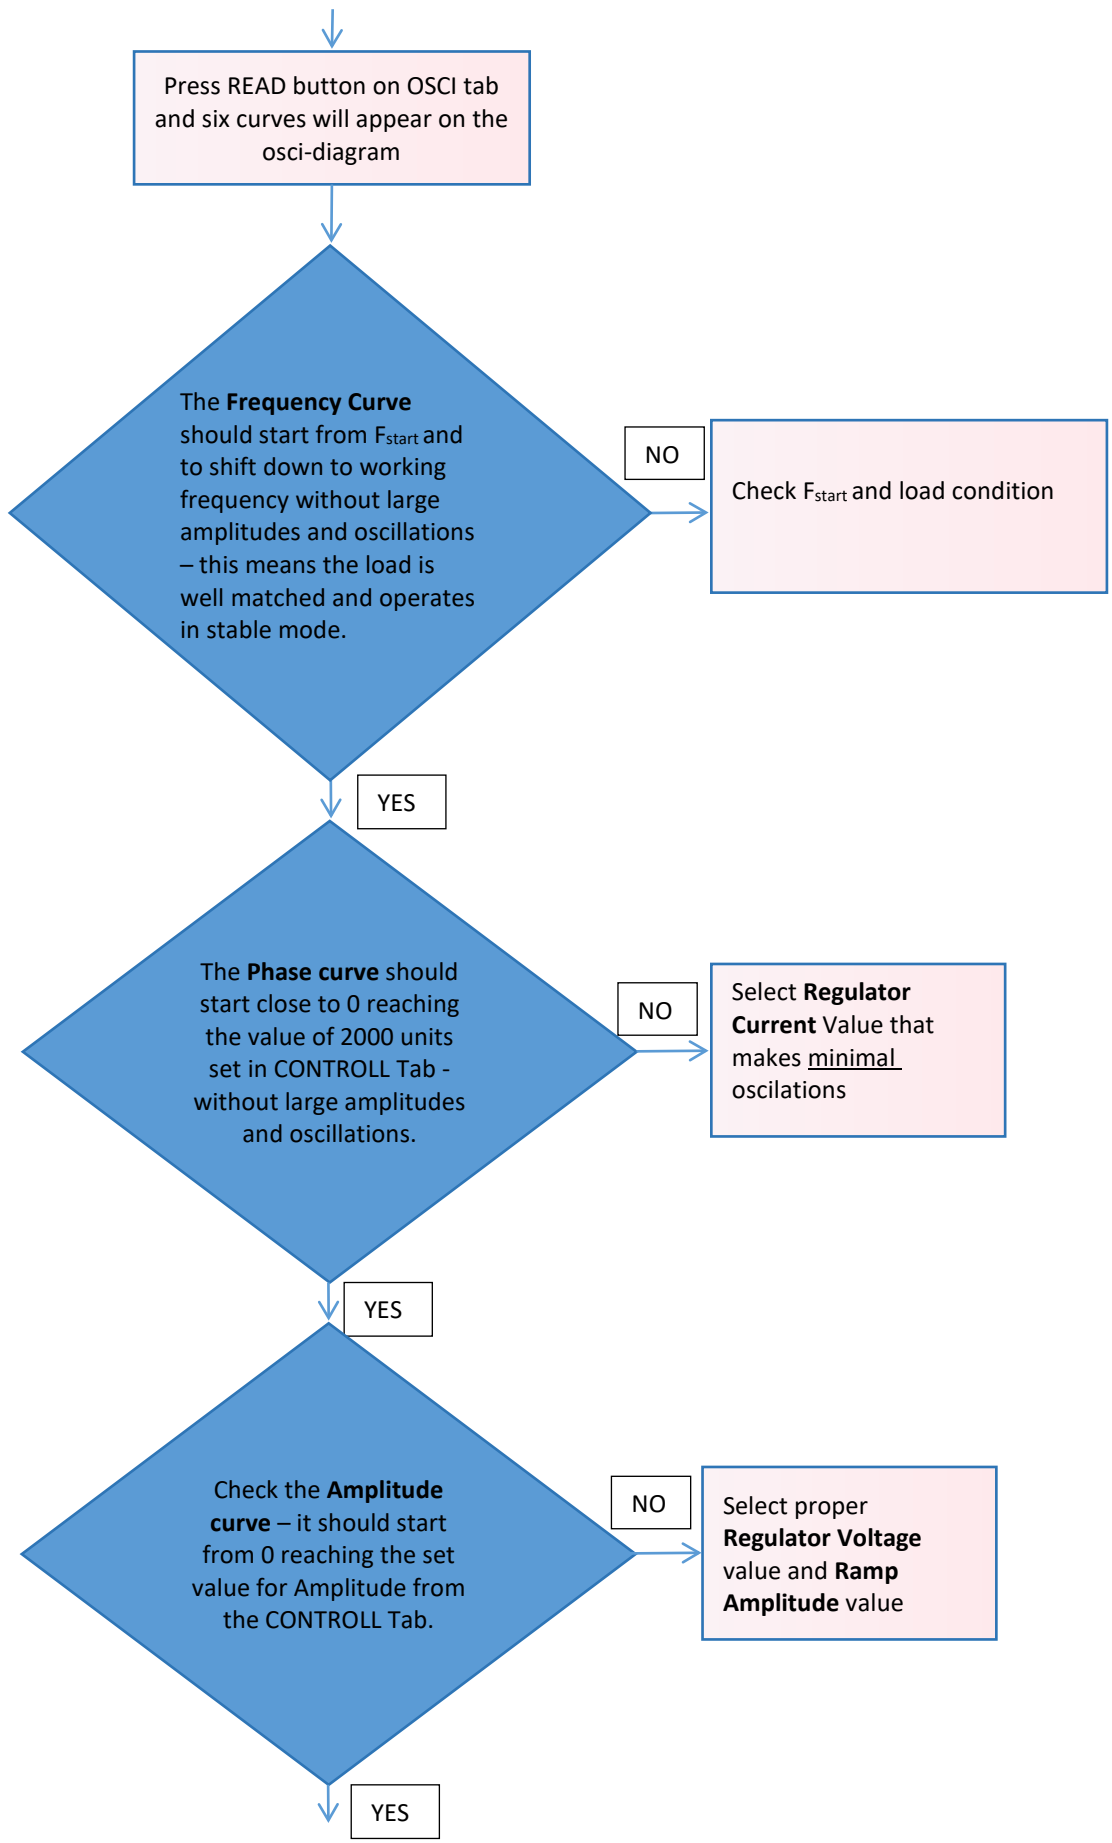 Press READ button on OSCI tab
and six curves will appear on the
osci-diagram
The Frequency Curve
should start from Fstart and
to shift down to working
frequency without large
amplitudes and oscillations
– this means the load is
well matched and operates
in stable mode.
NO
Check Fstart and load condition
YES
The Phase curve should
start close to 0 reaching
the value of 2000 units
set in CONTROLL Tab -
without large amplitudes
and oscillations.
NO
Select Regulator
Current Value that
makes minimal
oscilations
YES
Check the Amplitude
curve – it should start
from 0 reaching the set
value for Amplitude from
the CONTROLL Tab.
NO
Select proper
Regulator Voltage
value and Ramp
Amplitude value
YES